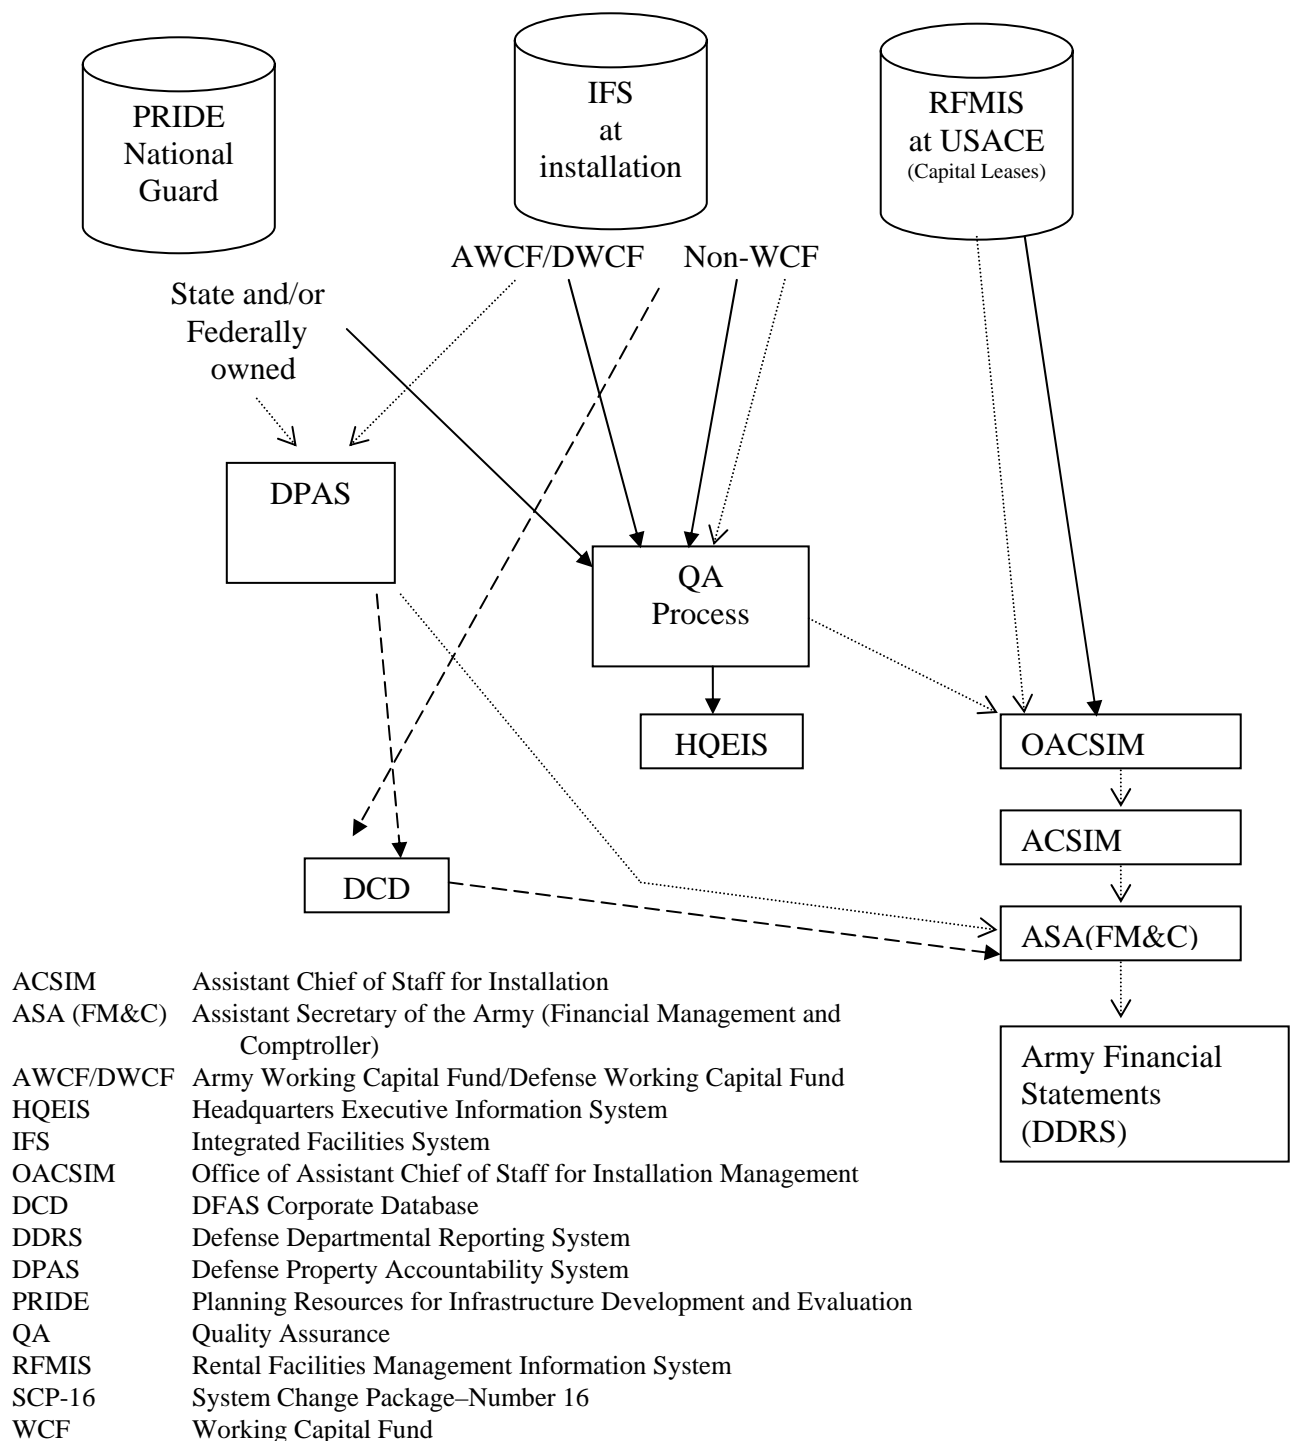 PRIDE
National
Guard
IFS
at
installation
RFMIS
at USACE
(Capital Leases)
AWCF/DWCF
Non-WCF
State and/or
Federally
owned
DPAS
QA
Process
HQEIS
OACSIM
ACSIM
DCD
ASA(FM&C)
Army Financial
Statements
(DDRS)
ACSIM Assistant Chief of Staff for Installation
ASA (FM&C) Assistant Secretary of the Army (Financial Management and
Comptroller)
AWCF/DWCF Army Working Capital Fund/Defense Working Capital Fund
HQEIS Headquarters Executive Information System
IFS Integrated Facilities System
OACSIM Office of Assistant Chief of Staff for Installation Management
DCD DFAS Corporate Database
DDRS Defense Departmental Reporting System
DPAS Defense Property Accountability System
PRIDE Planning Resources for Infrastructure Development and Evaluation
QA Quality Assurance
RFMIS Rental Facilities Management Information System
SCP-16 System Change Package–Number 16
WCF Working Capital Fund